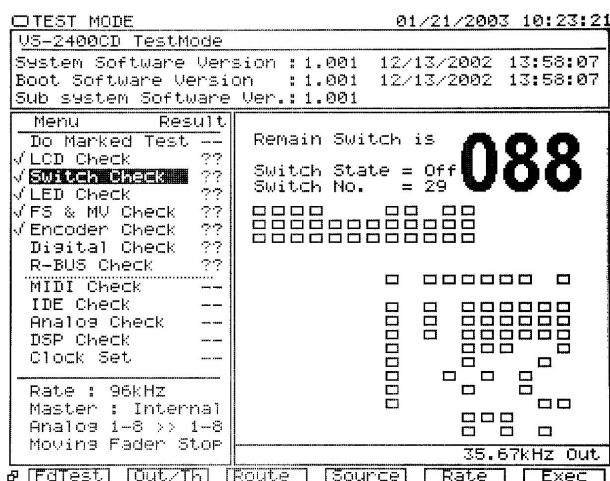 TEST MODE 01/21/2003 10:23:21
VS-2400CD TestMode
System Software Version : 1.001 12/13/2002 13:58:07
Boot Software Version : 1.001 12/13/2002 13:58:07
Sub system Software Ver.: 1.001
Menu Result
Do Marked Test --
√ LCD Check ??
√ Switch Check ??
√ LED Check ??
√ FS & MV Check ??
√ Encoder Check ??
Digital Check ??
R-BUS Check ??
MIDI Check --
IDE Check --
Analog Check --
DSP Check --
Clock Set --
Rate : 96kHz
Master : Internal
Analog 1-8 >> 1-8
Moving Fader Stop
Remain Switch is 088
Switch State = Off
Switch No. = 29
35.67kHz Out
FdTest Out/Th Route Source Rate Exec